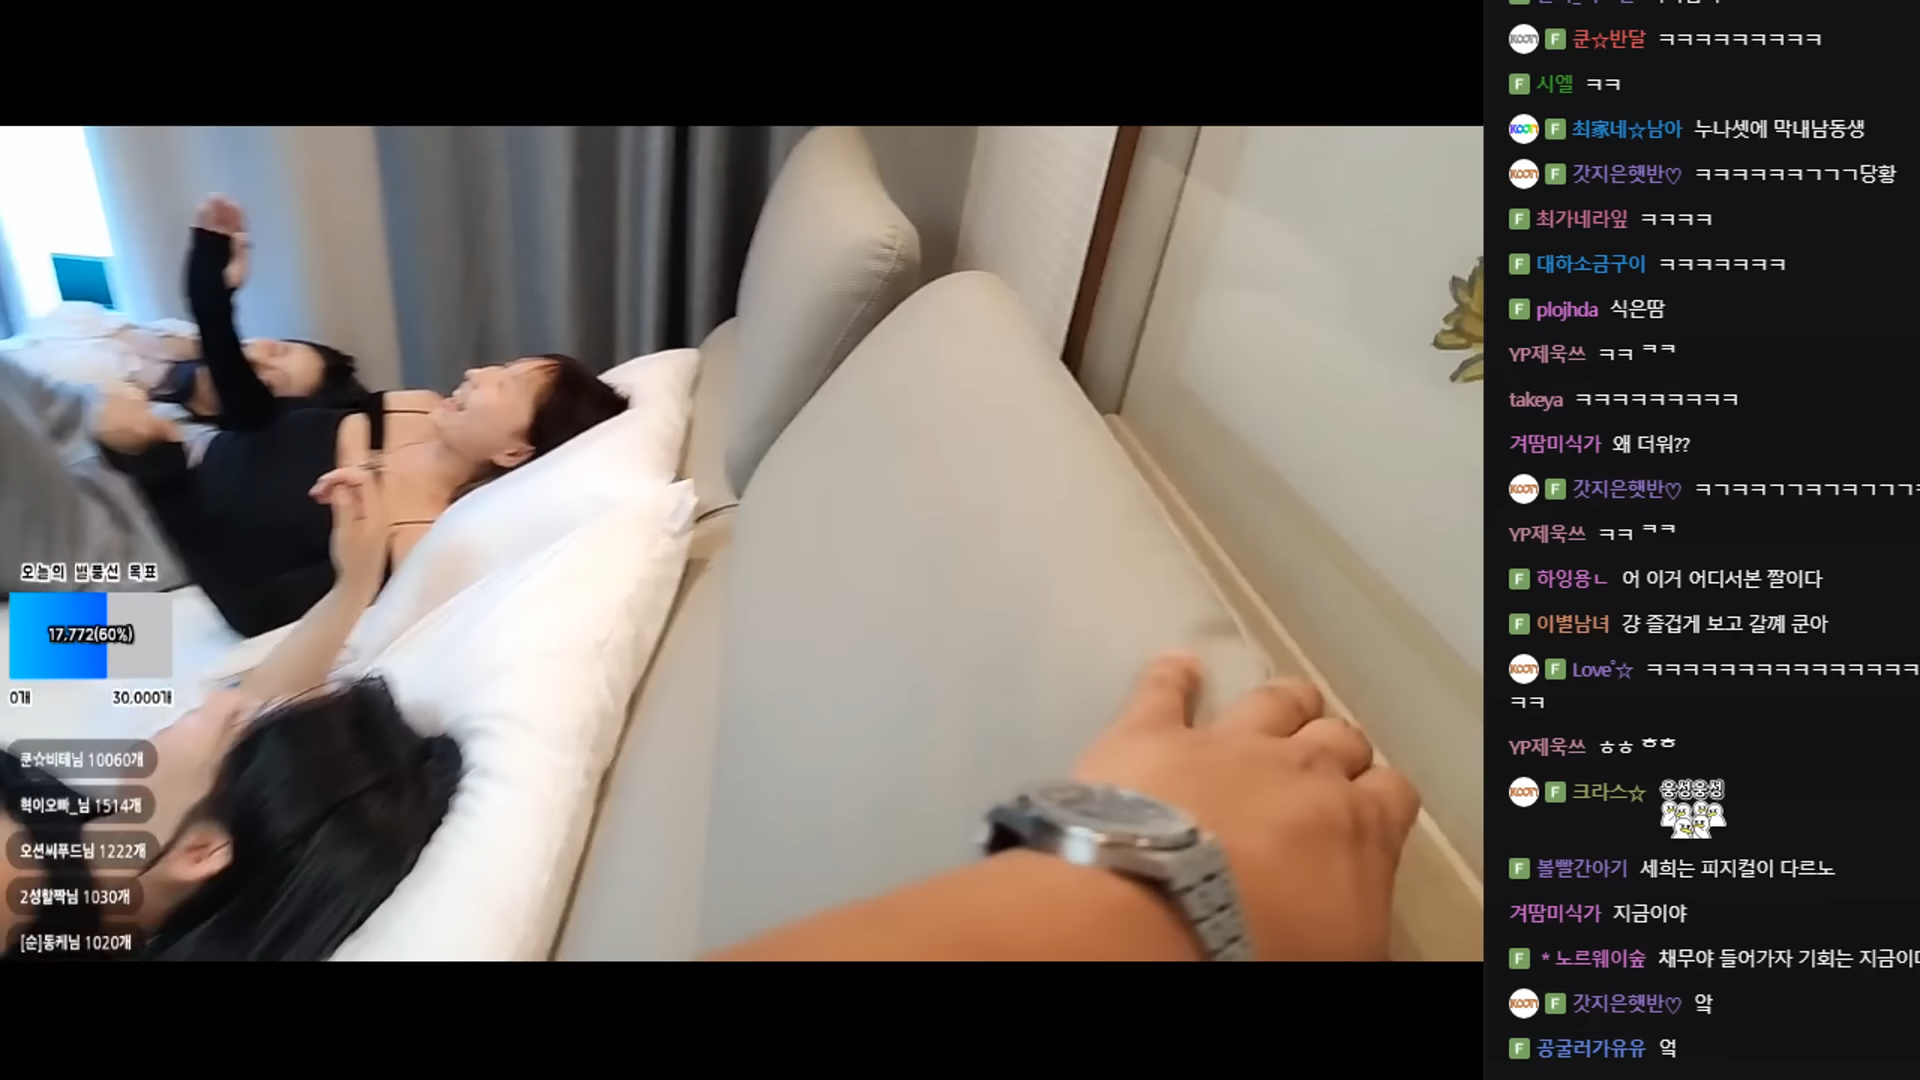 오늘의 별풍선 목표
17,772(60%)
0개 30,000개
쿤☆비테님 10060개
혁이오빠_님 1514개
오션씨푸드님 1222개
2성할짝님 1030개
[순]동케님 1020개
F 쿤☆반달 ㅋㅋㅋㅋㅋㅋㅋㅋㅋ
F 시엘 ㅋㅋ
F 최家네☆남아 누나셋에 막내남동생
F 갓지은햇반♡ ㅋㅋㅋㅋㅋㅋㄱㄱㄱ당황
F 최가네라잎 ㅋㅋㅋㅋ
F 대하소금구이 ㅋㅋㅋㅋㅋㅋㅋ
F plojhda 식은땀
YP제욱쓰 ㅋㅋ ᄏᄏ
takeya ㅋㅋㅋㅋㅋㅋㅋㅋㅋ
겨땀미식가 왜 더워??
F 갓지은햇반♡ ㅋㄱㅋㅋㄱㄱㅋㄱㅋㄱㄱㄱㅋ
YP제욱쓰 ㅋㅋ ᄏᄏ
F 하잉용ㄴ 어 이거 어디서본 짤이다
F 이별남녀 걍 즐겁게 보고 갈꼐 쿤아
F Love˚☆ ㅋㅋㅋㅋㅋㅋㅋㅋㅋㅋㅋㅋㅋㅋㅋ
ㅋㅋ
YP제욱쓰 ㅎㅎ ᄒᄒ
F 크라스☆ 웅성웅성
F 볼빨간아기 세희는 피지컬이 다르노
겨땀미식가 지금이야
F *노르웨이숲 채무야 들어가자 기회는 지금이
F 갓지은햇반♡ 앜
F 공굴러가유유 엌